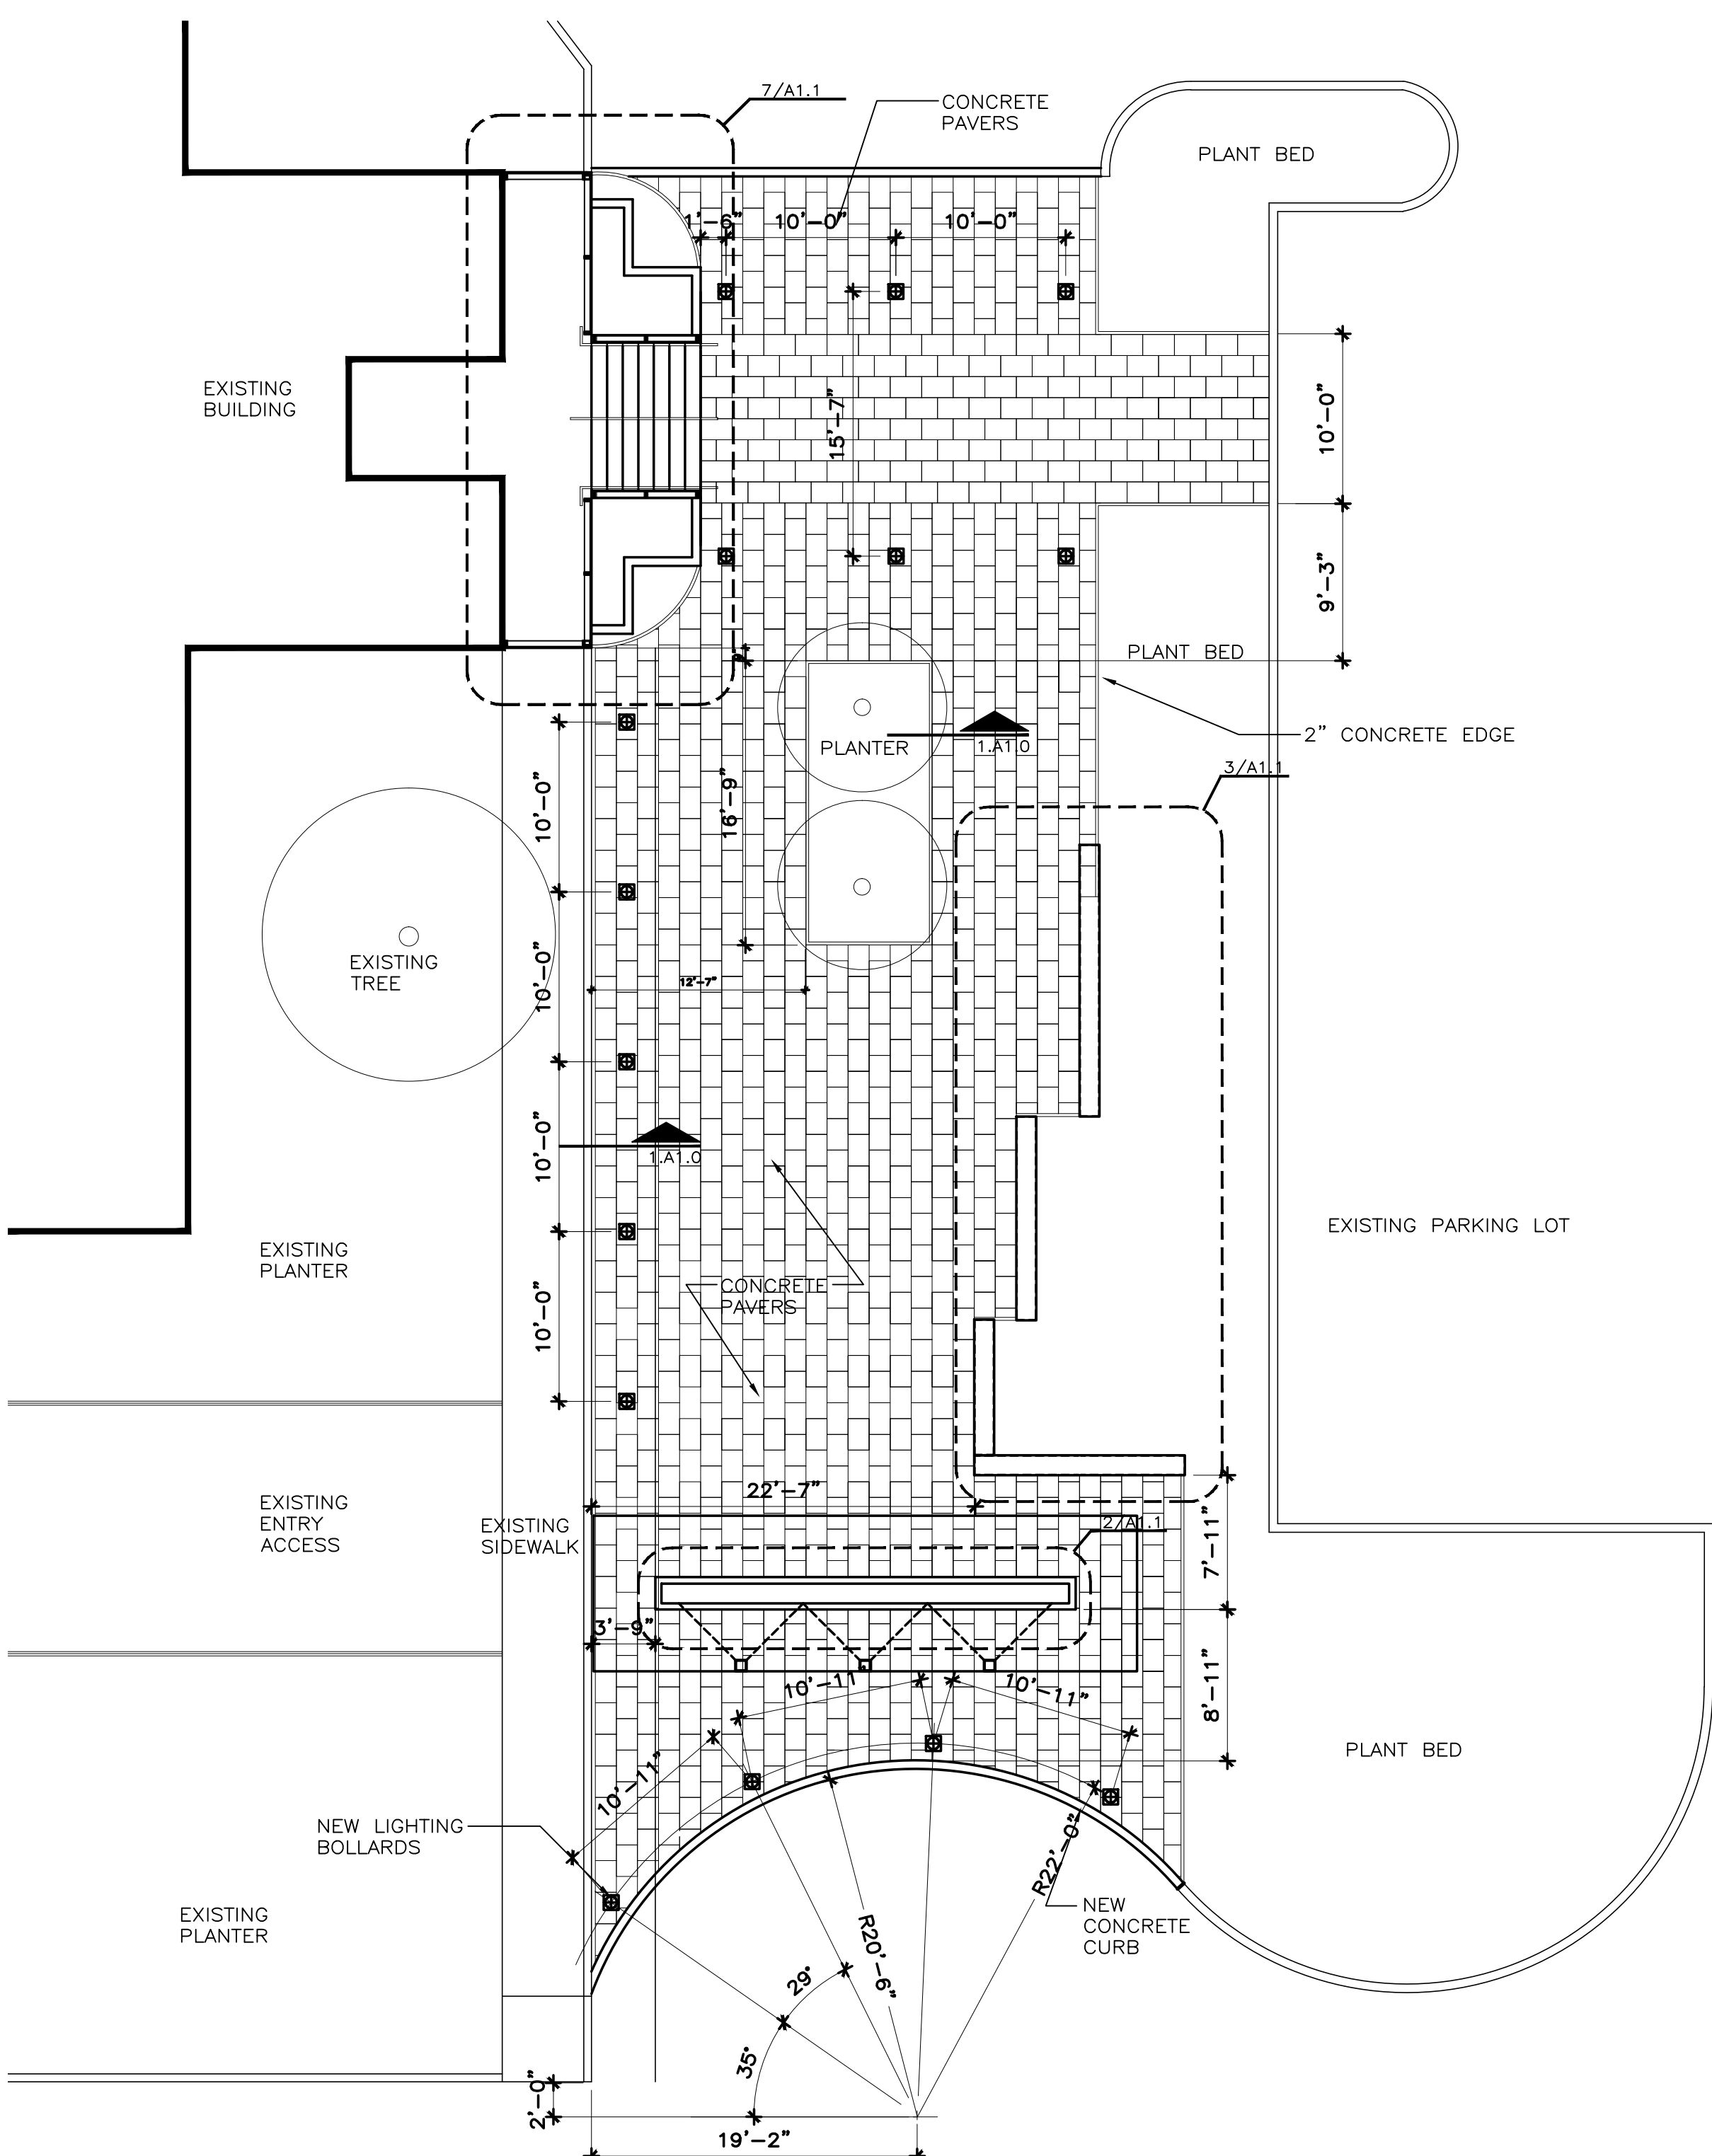 7/A1.1
CONCRETE
PAVERS
PLANT BED
1'-6"
10'-0"
10'-0"
EXISTING
BUILDING
15'-7"
10'-0"
9'-3"
PLANT BED
2" CONCRETE EDGE
PLANTER
1.A1.0
3/A1.1
16'-9"
10'-0"
10'-0"
10'-0"
10'-0"
EXISTING
TREE
12'-7"
1.A1.0
EXISTING PARKING LOT
EXISTING
PLANTER
CONCRETE
PAVERS
22'-7"
EXISTING
ENTRY
ACCESS
EXISTING
SIDEWALK
2/A1.1
7'-11"
3'-9"
10'-11"
10'-11"
8'-11"
PLANT BED
10'-11"
NEW LIGHTING
BOLLARDS
R22'-0"
EXISTING
PLANTER
NEW
CONCRETE
CURB
R20'-6"
29°
35°
2'-0"
19'-2"